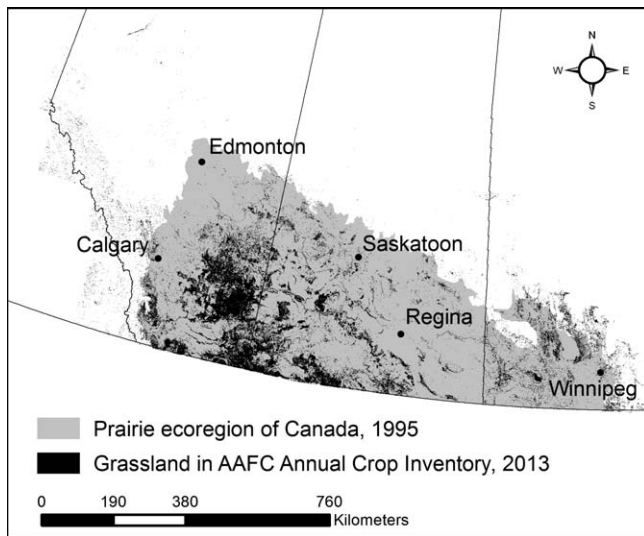 N
W E
S
Edmonton
Calgary
Saskatoon
Regina
Winnipeg
Prairie ecoregion of Canada, 1995
Grassland in AAFC Annual Crop Inventory, 2013
0 190 380 760
Kilometers